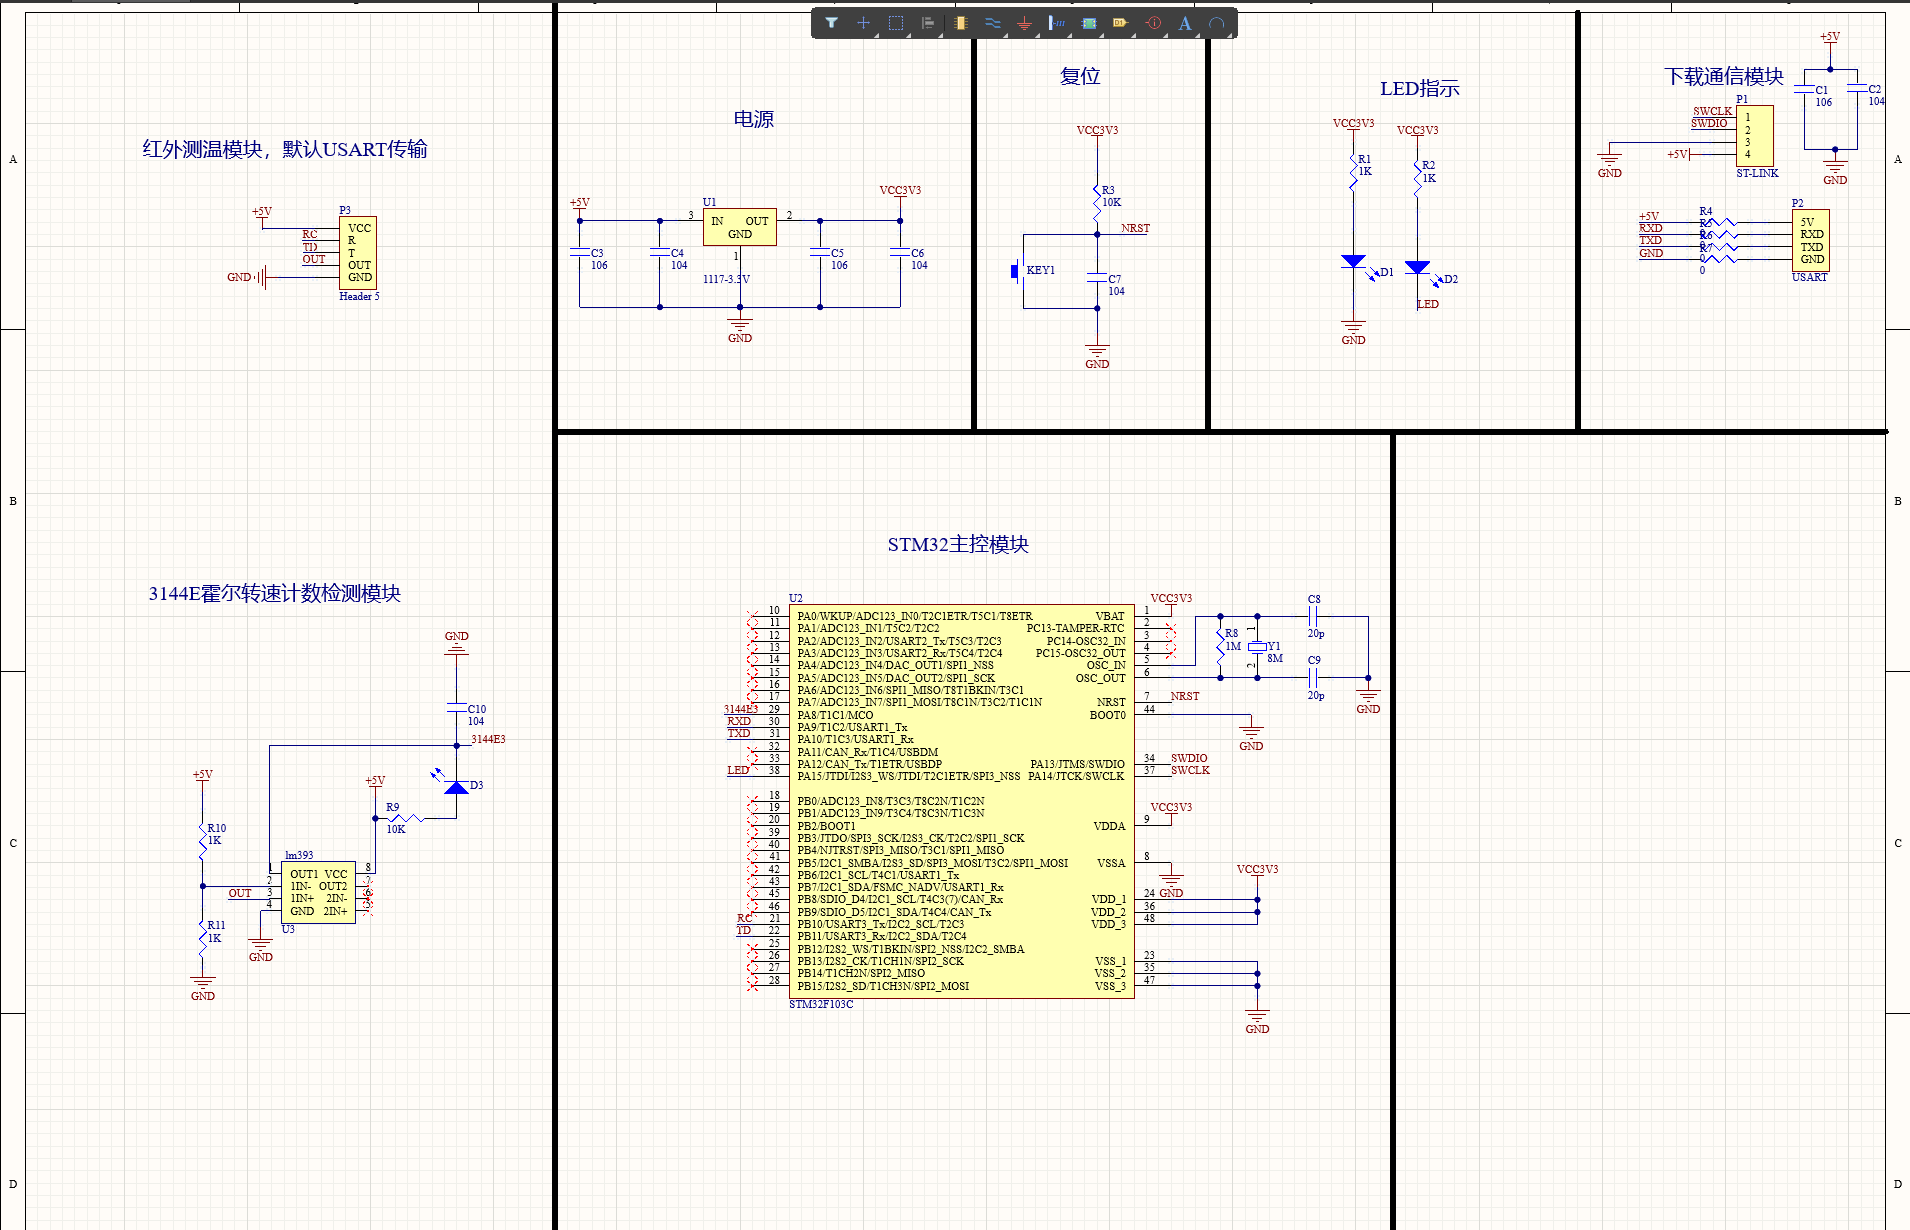 复位
LED指示
下载通信模块
电源
红外测温模块，默认USART传输
A
A
+5V
P3
VCC
RC
R
TD
T
OUT
OUT
GND
GND
Header 5
+5V
C3
106
C4
104
U1
3
IN
OUT
2
GND
1
1117-3.3V
C5
106
VCC3V3
C6
104
GND
VCC3V3
R3
10K
NRST
KEY1
C7
104
GND
VCC3V3
R1
1K
D1
GND
VCC3V3
R2
1K
D2
LED
+5V
C1
106
C2
104
GND
P1
SWCLK
1
SWDIO
2
3
+5V
4
GND
ST-LINK
P2
+5V
R4
5V
RXD
RXD
TXD
TXD
GND
GND
0
0
USART
B
B
STM32主控模块
3144E霍尔转速计数检测模块
GND
C10
104
3144E3
D3
+5V
R9
10K
+5V
R10
1K
R11
1K
GND
lm393
1
OUT1
VCC
8
2
1IN-
OUT2
OUT
3
1IN+
2IN-
4
GND
2IN+
U3
GND
C
C
U2
10 PA0/WKUP/ADC123_IN0/T2C1ETR/T5C1/T8ETR
11 PA1/ADC123_IN1/T5C2/T2C2
12 PA2/ADC123_IN2/USART2_Tx/T5C3/T2C3
13 PA3/ADC123_IN3/USART2_Rx/T5C4/T2C4
14 PA4/ADC123_IN4/DAC_OUT1/SPI1_NSS
15 PA5/ADC123_IN5/DAC_OUT2/SPI1_SCK
16 PA6/ADC123_IN6/SPI1_MISO/T8T1BKIN/T3C1
17 PA7/ADC123_IN7/SPI1_MOSI/T8C1N/T3C2/T1C1N
3144E3 29 PA8/T1C1/MCO
RXD 30 PA9/T1C2/USART1_Tx
TXD 31 PA10/T1C3/USART1_Rx
32 PA11/CAN_Rx/T1C4/USBDM
33 PA12/CAN_Tx/T1ETR/USBDP
LED 38 PA15/JTDI/I2S3_WS/JTDI/T2C1ETR/SPI3_NSS
18 PB0/ADC123_IN8/T3C3/T8C2N/T1C2N
19 PB1/ADC123_IN9/T3C4/T8C3N/T1C3N
20 PB2/BOOT1
39 PB3/JTDO/SPI3_SCK/I2S3_CK/T2C2/SPI1_SCK
40 PB4/NJTRST/SPI3_MISO/T3C1/SPI1_MISO
41 PB5/I2C1_SMBA/I2S3_SD/SPI3_MOSI/T3C2/SPI1_MOSI
42 PB6/I2C1_SCL/T4C1/USART1_Tx
43 PB7/I2C1_SDA/FSMC_NADV/USART1_Rx
45 PB8/SDIO_D4/I2C1_SCL/T4C3(7)/CAN_Rx
46 PB9/SDIO_D5/I2C1_SDA/T4C4/CAN_Tx
RC 21 PB10/USART3_Tx/I2C2_SCL/T2C3
TD 22 PB11/USART3_Rx/I2C2_SDA/T2C4
25 PB12/I2S2_WS/T1BKIN/SPI2_NSS/I2C2_SMBA
26 PB13/I2S2_CK/T1CH1N/SPI2_SCK
27 PB14/T1CH2N/SPI2_MISO
28 PB15/I2S2_SD/T1CH3N/SPI2_MOSI
STM32F103C
VBAT 1 VCC3V3
PC13-TAMPER-RTC 2
PC14-OSC32_IN 3
PC15-OSC32_OUT 4
OSC_IN 5
OSC_OUT 6
NRST 7 NRST
BOOT0 44
GND
PA13/JTMS/SWDIO 34 SWDIO
PA14/JTCK/SWCLK 37 SWCLK
VCC3V3
VDDA 9
VSSA 8
GND
VCC3V3
VDD_1 24
VDD_2 36
VDD_3 48
VSS_1 23
VSS_2 35
VSS_3 47
GND
R8
1M
1
Y1
8M
2
C8
20p
C9
20p
GND
D
D